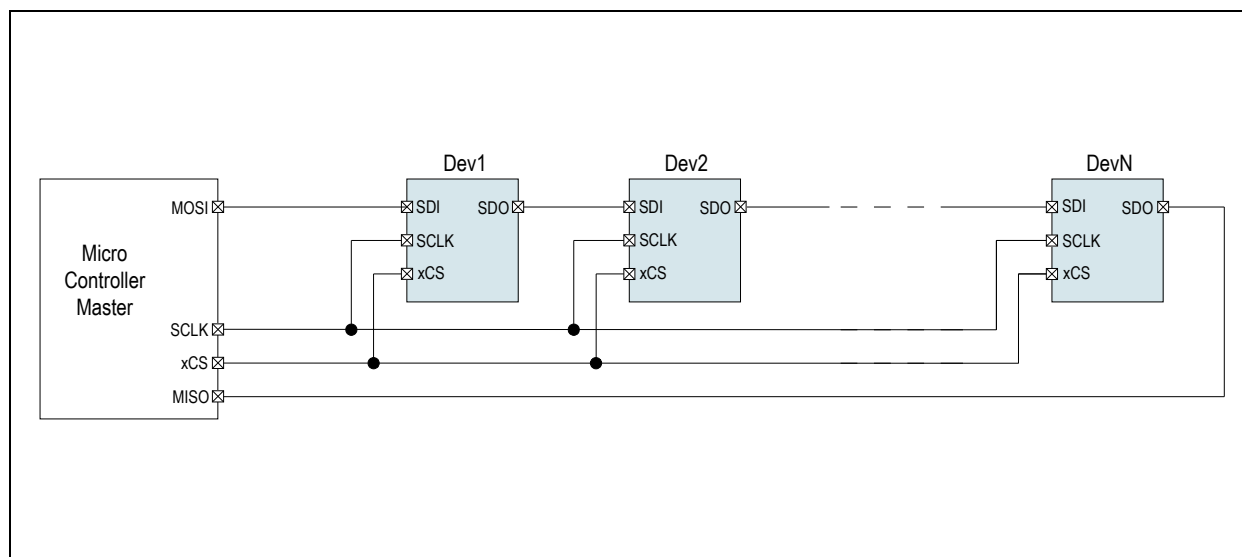 Dev1
Dev2
DevN
MOSI
SDI
SDO
SDI
SDO
SDI
SDO
SCLK
SCLK
SCLK
Micro
Controller
Master
xCS
xCS
xCS
SCLK
xCS
MISO